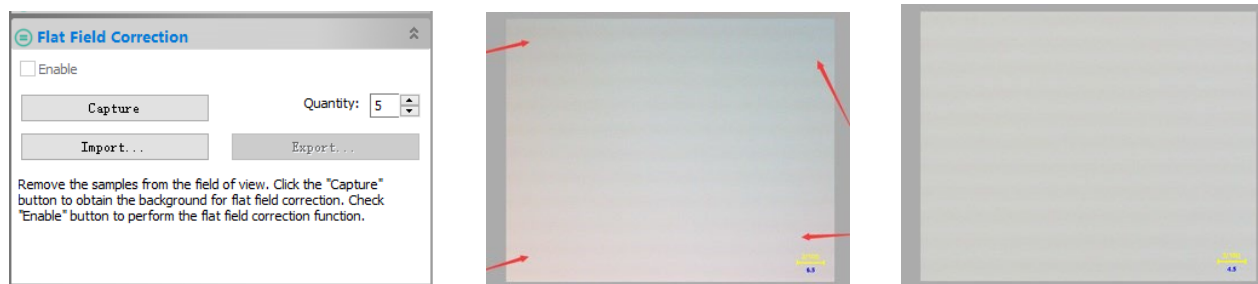 Flat Field Correction
Enable
Capture
Quantity: 5
Import...
Export...
Remove the samples from the field of view. Click the "Capture"
button to obtain the background for flat field correction. Check
"Enable" button to perform the flat field correction function.